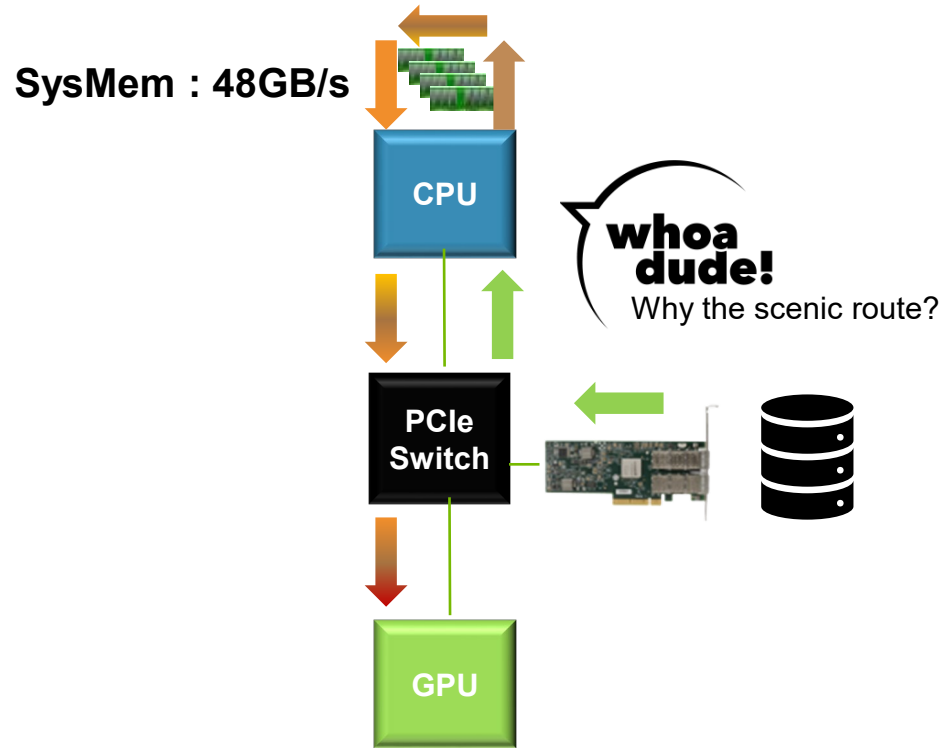 SysMem : 48GB/s
CPU
whoa
dude!
Why the scenic route?
PCIe
Switch
GPU